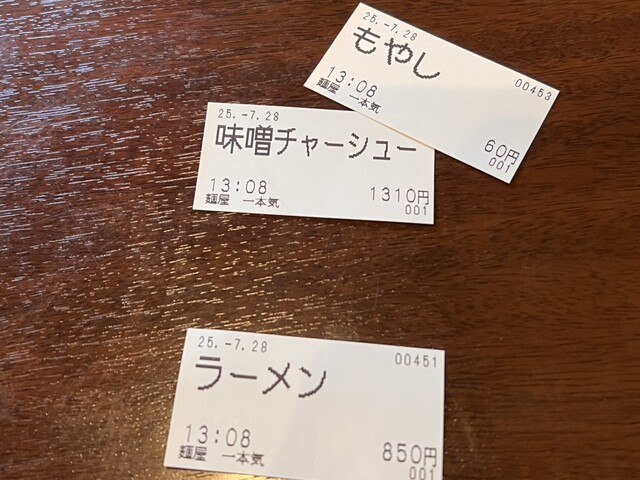 25.-7.28
もやし
00453
13:08
麺屋 一本気
60円
001
25.-7.28
味噌チャーシュー
13:08
1310円
麺屋 一本気
001
25.-7.28
00451
ラーメン
13:08
850円
麺屋 一本気
001